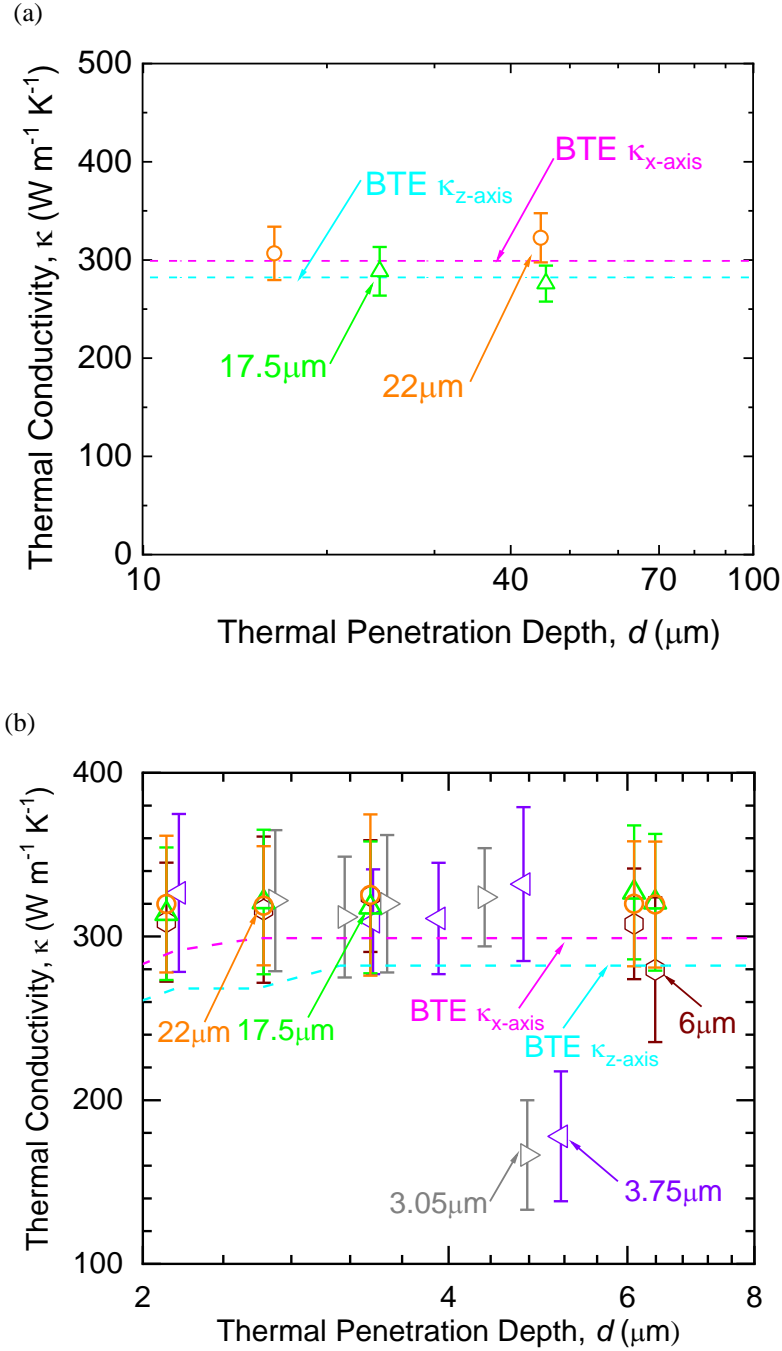 (a)
500
400
300
200
100
0
Thermal Conductivity, κ (W m⁻¹ K⁻¹)
BTE κx-axis
BTE κz-axis
17.5μm
22μm
10
40
70
100
Thermal Penetration Depth, d (μm)
(b)
400
300
200
100
Thermal Conductivity, κ (W m⁻¹ K⁻¹)
22μm
17.5μm
BTE κx-axis
BTE κz-axis
6μm
3.05μm
3.75μm
2
4
6
8
Thermal Penetration Depth, d (μm)